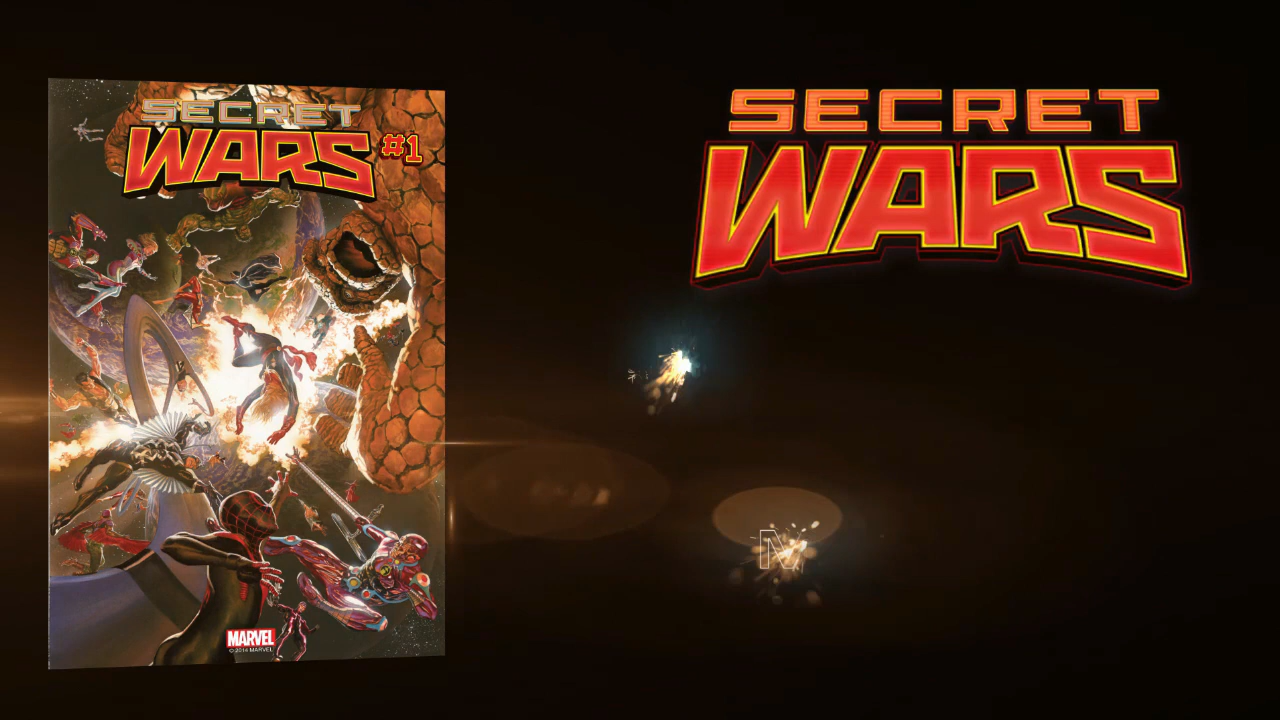 SECRET
WARS #1
MARVEL
© 2014 MARVEL
SECRET
WARS
M